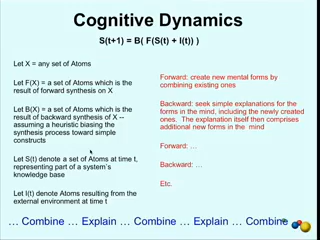 Cognitive Dynamics
S(t+1) = B( F(S(t) + I(t)) )
Let X = any set of Atoms
Let F(X) = a set of Atoms which is the
result of forward synthesis on X
Let B(X) = a set of Atoms which is the
result of backward synthesis of X --
assuming a heuristic biasing the
synthesis process toward simple
constructs
Let S(t) denote a set of Atoms at time t,
representing part of a system's
knowledge base
Let I(t) denote Atoms resulting from the
external environment at time t
Forward: create new mental forms by
combining existing ones
Backward: seek simple explanations for the
forms in the mind, including the newly created
ones. The explanation itself then comprises
additional new forms in the mind
Forward: …
Backward: …
Etc.
… Combine … Explain … Combine … Explain … Combine